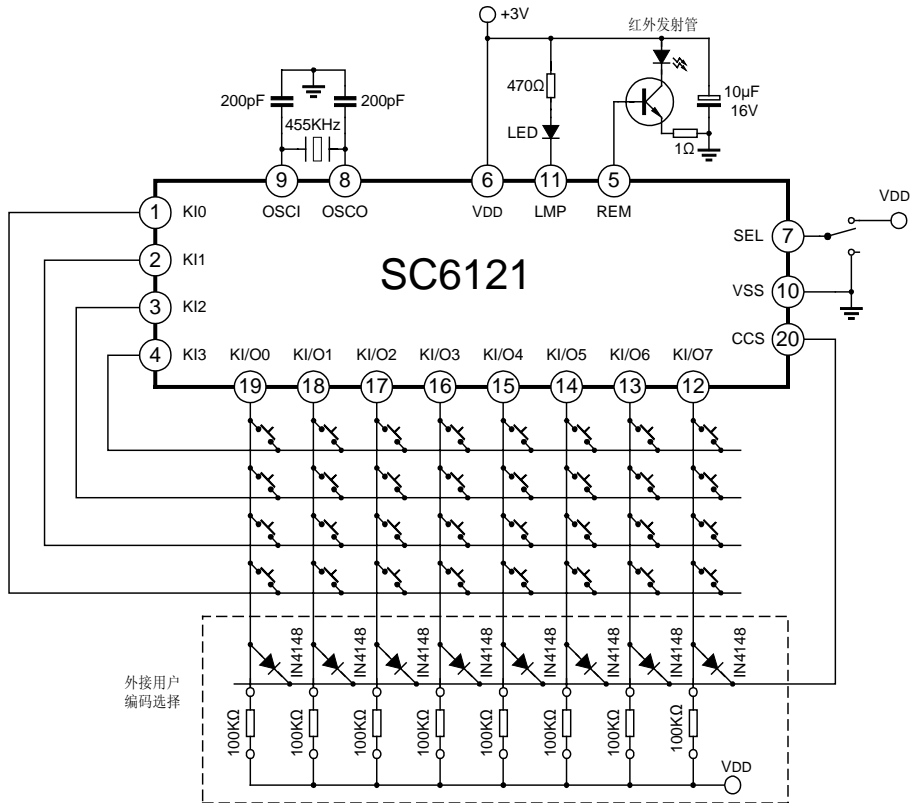 +3V
红外发射管
200pF
200pF
455KHz
470Ω
LED
10μF
16V
1Ω
9
8
6
11
5
OSCI
OSCO
VDD
LMP
REM
1
KI0
2
KI1
3
KI2
4
KI3
SC6121
VDD
SEL
7
VSS
10
CCS
20
KI/O0
KI/O1
KI/O2
KI/O3
KI/O4
KI/O5
KI/O6
KI/O7
19
18
17
16
15
14
13
12
IN4148
IN4148
IN4148
IN4148
IN4148
IN4148
IN4148
IN4148
外接用户
编码选择
100KΩ
100KΩ
100KΩ
100KΩ
100KΩ
100KΩ
100KΩ
100KΩ
VDD